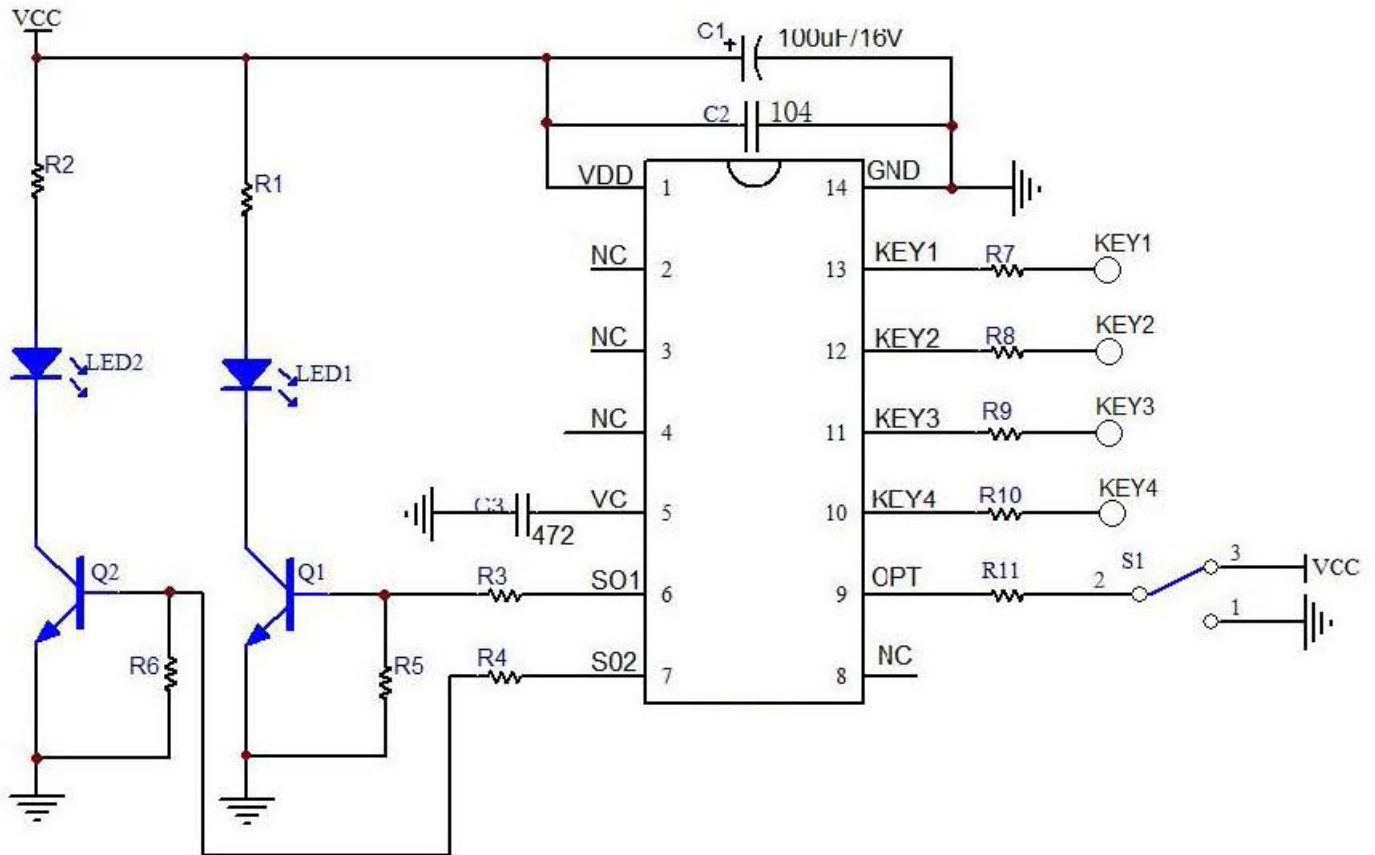 VCC
C1 + 100uF/16V
C2 104
R2
R1
VDD 1 14 GND
NC 2 13 KEY1 R7 KEY1
NC 3 12 KEY2 R8 KEY2
LED2
LED1
NC 4 11 KEY3 R9 KEY3
C3 472 VC 5 10 KEY4 R10 KEY4
Q2
Q1
R3 SO1 6 9 OPT R11 2 S1 3 VCC
1
R6
R5
R4 SO2 7 8 NC